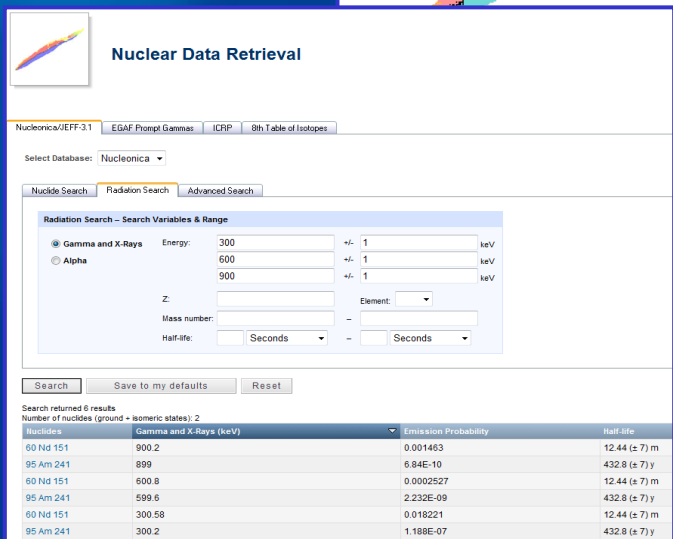 Nuclear Data Retrieval
Nucleonica/JEFF-3.1 EGAF Prompt Gammas ICRP 8th Table of Isotopes
Select Database: Nucleonica
Nuclide Search Radiation Search Advanced Search
Radiation Search – Search Variables & Range
Gamma and X-Rays Energy: 300 +/- 1 keV
Alpha 600 +/- 1 keV
900 +/- 1 keV
Z: Element:
Mass number: –
Half-life: Seconds – Seconds
Search Save to my defaults Reset
Search returned 6 results
Number of nuclides (ground + isomeric states): 2
Nuclides Gamma and X-Rays (keV) Emission Probability Half-life
60 Nd 151 900.2 0.001463 12.44 (± 7) m
95 Am 241 899 6.84E-10 432.8 (± 7) y
60 Nd 151 600.8 0.0002527 12.44 (± 7) m
95 Am 241 599.6 2.232E-09 432.8 (± 7) y
60 Nd 151 300.58 0.018221 12.44 (± 7) m
95 Am 241 300.2 1.188E-07 432.8 (± 7) y